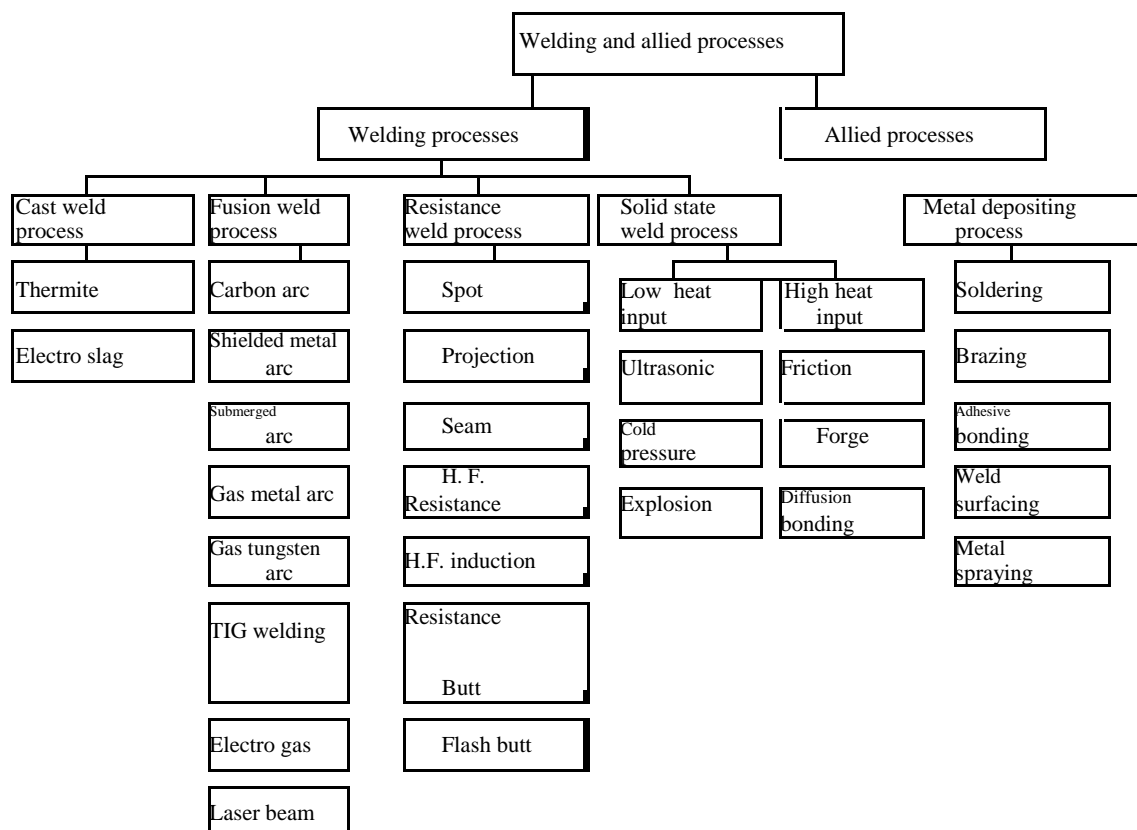 Welding and allied processes
Welding processes
Allied processes
Cast weld
process
Fusion weld
process
Resistance
weld process
Solid state
weld process
Metal depositing
process
Thermite
Electro slag
Carbon arc
Shielded metal
arc
Submerged
arc
Gas metal arc
Gas tungsten
arc
TIG welding
Electro gas
Laser beam
Spot
Projection
Seam
H. F.
Resistance
H.F. induction
Resistance
Butt
Flash butt
Low heat
input
Ultrasonic
Cold
pressure
Explosion
High heat
input
Friction
Forge
Diffusion
bonding
Soldering
Brazing
Adhesive
bonding
Weld
surfacing
Metal
spraying